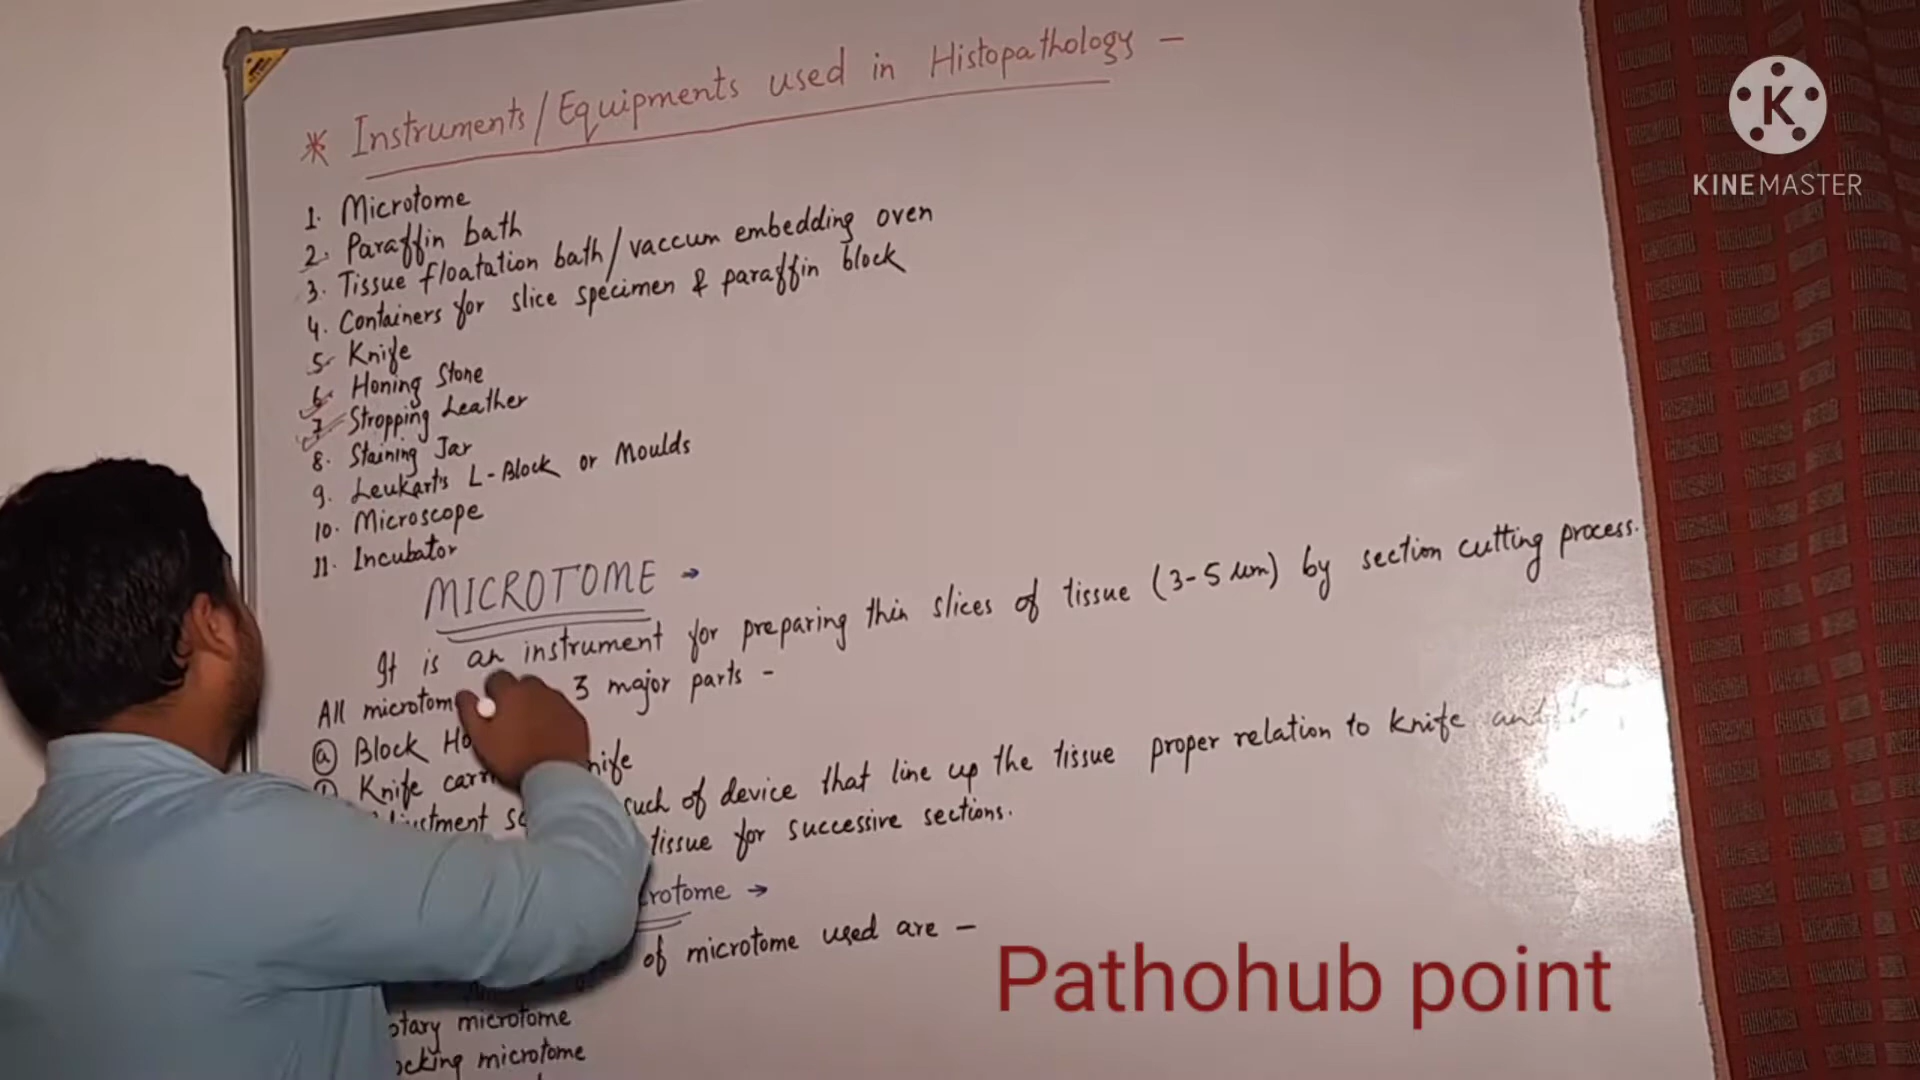 * Instruments/Equipments used in Histopathology -
1. Microtome
2. Paraffin bath
3. Tissue floatation bath/vaccum embedding oven
4. Containers for slice specimen & paraffin block
5. Knife
6. Honing Stone
7. Stropping Leather
8. Staining Jar
9. Leukart's L-Block or Moulds
10. Microscope
11. Incubator
MICROTOME →
It is an instrument for preparing thin slices of tissue (3-5 um) by section cutting process.
All 3 major parts -
(a) Block
Knife
such of device that line up the tissue proper relation to knife and
tissue for successive sections.
→
of microtome used are -
microtome
microtome
KINEMASTER
Pathohub point